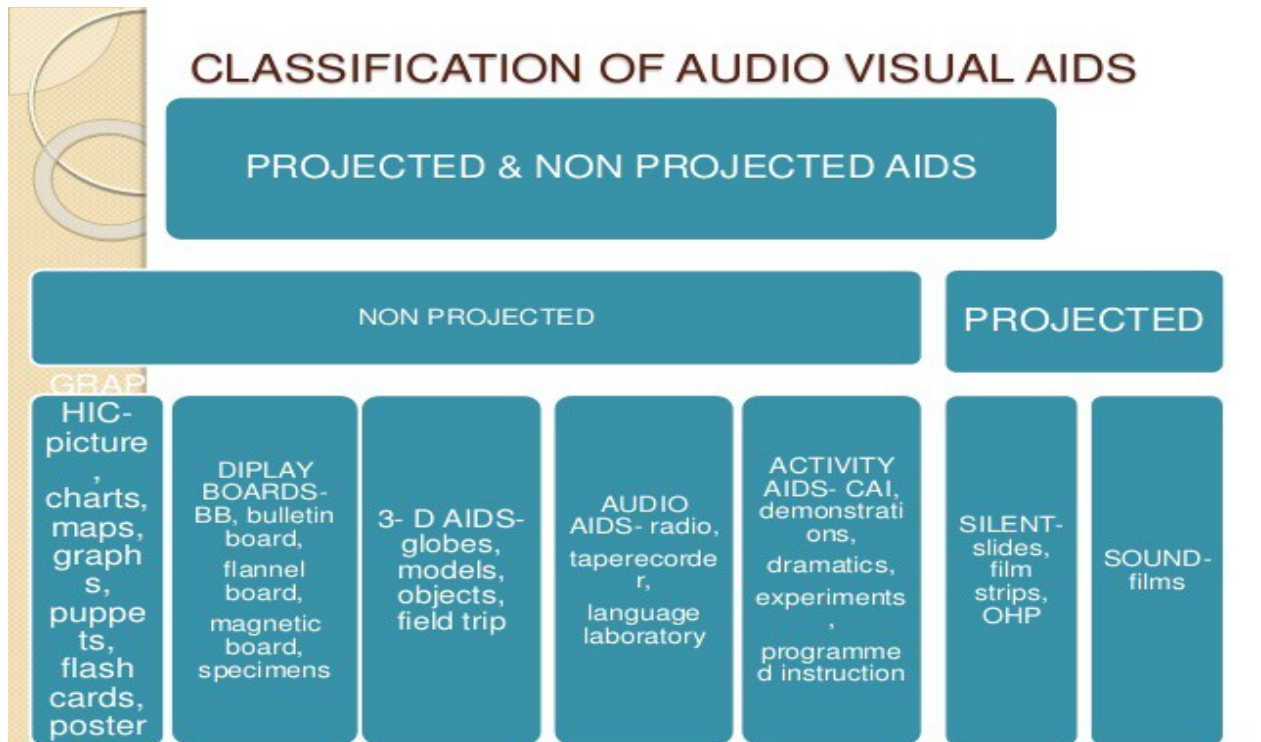 CLASSIFICATION OF AUDIO VISUAL AIDS
PROJECTED & NON PROJECTED AIDS
NON PROJECTED
PROJECTED
GRAP
HIC-
picture
,
charts,
maps,
graph
s,
puppe
ts,
flash
cards,
poster
DIPLAY
BOARDS-
BB, bulletin
board,
flannel
board,
magnetic
board,
specimens
3- D AIDS-
globes,
models,
objects,
field trip
AUDIO
AIDS- radio,
taperecorde
r,
language
laboratory
ACTIVITY
AIDS- CAI,
demonstrati
ons,
dramatics,
experiments
,
programme
d instruction
SILENT-
slides,
film
strips,
OHP
SOUND-
films